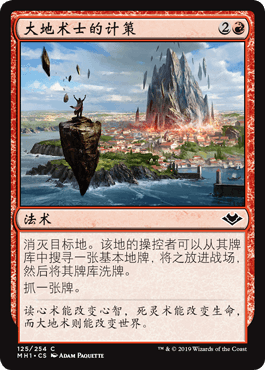 大地术士的计策 2
法术
消灭目标地。该地的操控者可以从其牌
库中搜寻一张基本地牌，将之放进战场，
然后将其牌库洗牌。
抓一张牌。
读心术能改变心智，死灵术能改变生命，
而大地术则能改变世界。
125/254 C
MH1 • CS ADAM PAQUETTE
™ & © 2019 Wizards of the Coast